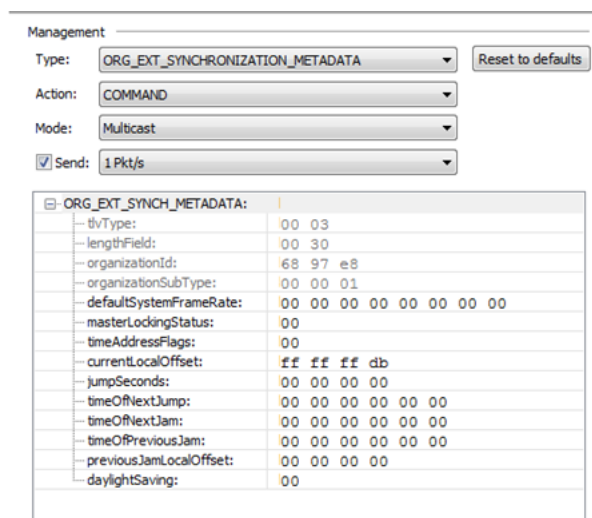 Management
Type: ORG_EXT_SYNCHRONIZATION_METADATA Reset to defaults
Action: COMMAND
Mode: Multicast
Send: 1 Pkt/s
ORG_EXT_SYNCH_METADATA:
tlvType: 00 03
lengthField: 00 30
organizationId: 68 97 e8
organizationSubType: 00 00 01
defaultSystemFrameRate: 00 00 00 00 00 00 00 00
masterLockingStatus: 00
timeAddressFlags: 00
currentLocalOffset: ff ff ff db
jumpSeconds: 00 00 00 00
timeOfNextJump: 00 00 00 00 00 00
timeOfNextJam: 00 00 00 00 00 00
timeOfPreviousJam: 00 00 00 00 00 00
previousJamLocalOffset: 00 00 00 00
daylightSaving: 00